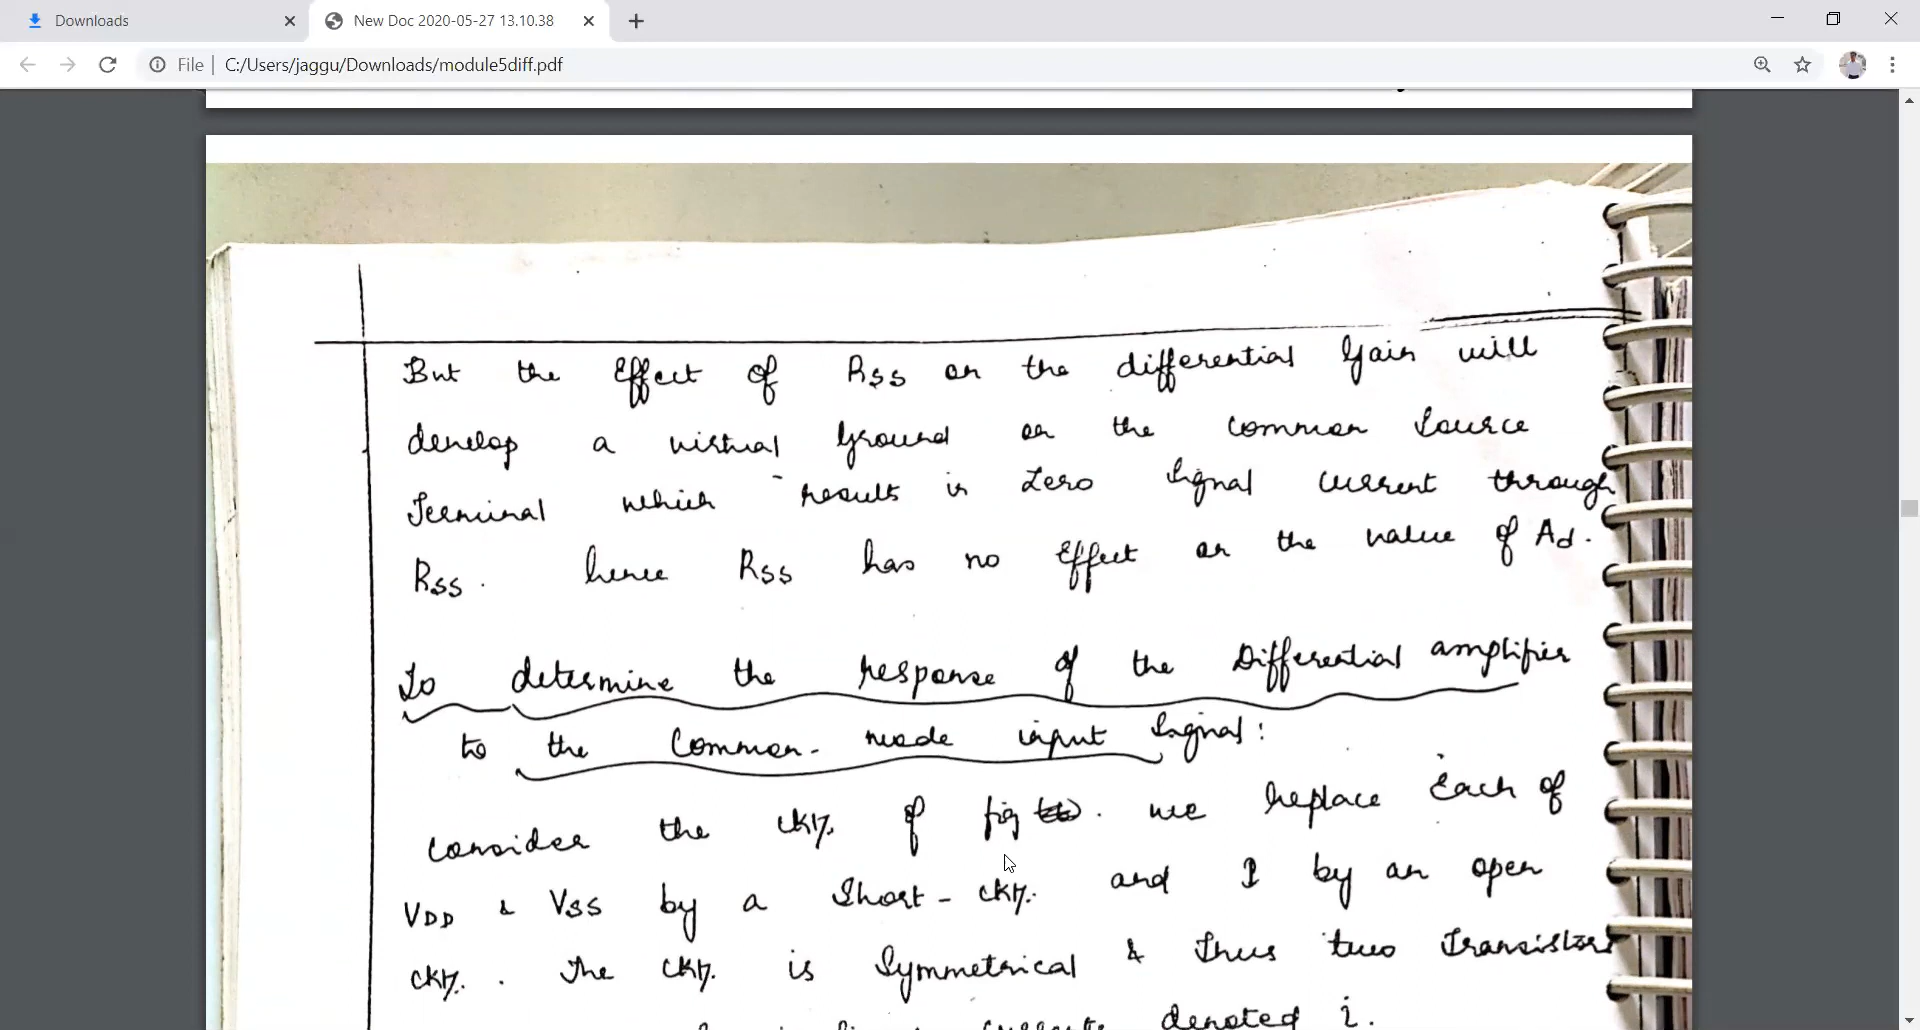 Downloads
New Doc 2020-05-27 13.10.38
File | C:/Users/jaggu/Downloads/module5diff.pdf
But the Effect of RSS on the differential Gain will
develop a virtual Ground on the common Source
Terminal which results in Zero Signal current through
RSS. hence RSS has no Effect on the value of Ad.
To determine the response of the Differential amplifier
to the Common-mode input Signal:
Consider the ckt. of fig . we replace Each of
VDD & VSS by a Short-ckt. and I by an open
ckt. . The ckt. is Symmetrical & Thus two Transistors
currents denoted i.